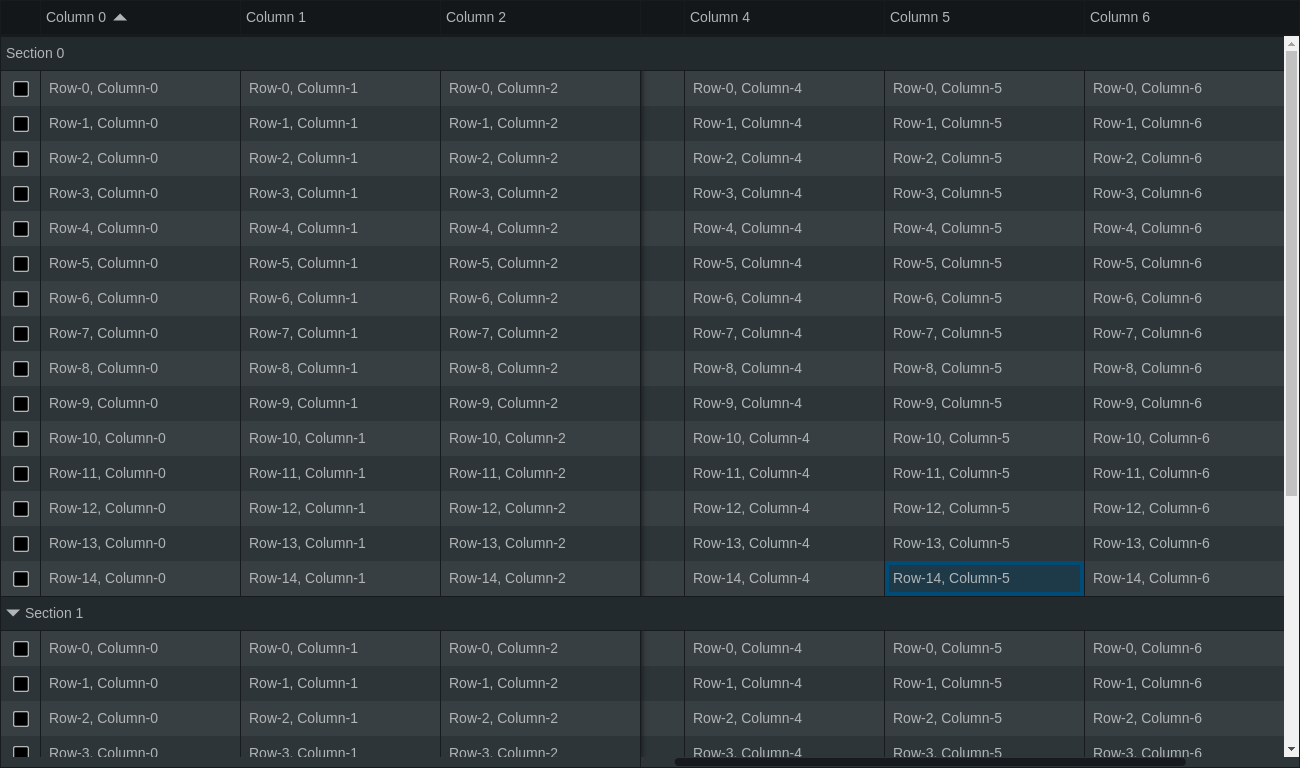 Column 0 Column 1 Column 2 Column 4 Column 5 Column 6
Section 0
Row-0, Column-0 Row-0, Column-1 Row-0, Column-2 Row-0, Column-4 Row-0, Column-5 Row-0, Column-6
Row-1, Column-0 Row-1, Column-1 Row-1, Column-2 Row-1, Column-4 Row-1, Column-5 Row-1, Column-6
Row-2, Column-0 Row-2, Column-1 Row-2, Column-2 Row-2, Column-4 Row-2, Column-5 Row-2, Column-6
Row-3, Column-0 Row-3, Column-1 Row-3, Column-2 Row-3, Column-4 Row-3, Column-5 Row-3, Column-6
Row-4, Column-0 Row-4, Column-1 Row-4, Column-2 Row-4, Column-4 Row-4, Column-5 Row-4, Column-6
Row-5, Column-0 Row-5, Column-1 Row-5, Column-2 Row-5, Column-4 Row-5, Column-5 Row-5, Column-6
Row-6, Column-0 Row-6, Column-1 Row-6, Column-2 Row-6, Column-4 Row-6, Column-5 Row-6, Column-6
Row-7, Column-0 Row-7, Column-1 Row-7, Column-2 Row-7, Column-4 Row-7, Column-5 Row-7, Column-6
Row-8, Column-0 Row-8, Column-1 Row-8, Column-2 Row-8, Column-4 Row-8, Column-5 Row-8, Column-6
Row-9, Column-0 Row-9, Column-1 Row-9, Column-2 Row-9, Column-4 Row-9, Column-5 Row-9, Column-6
Row-10, Column-0 Row-10, Column-1 Row-10, Column-2 Row-10, Column-4 Row-10, Column-5 Row-10, Column-6
Row-11, Column-0 Row-11, Column-1 Row-11, Column-2 Row-11, Column-4 Row-11, Column-5 Row-11, Column-6
Row-12, Column-0 Row-12, Column-1 Row-12, Column-2 Row-12, Column-4 Row-12, Column-5 Row-12, Column-6
Row-13, Column-0 Row-13, Column-1 Row-13, Column-2 Row-13, Column-4 Row-13, Column-5 Row-13, Column-6
Row-14, Column-0 Row-14, Column-1 Row-14, Column-2 Row-14, Column-4 Row-14, Column-5 Row-14, Column-6
Section 1
Row-0, Column-0 Row-0, Column-1 Row-0, Column-2 Row-0, Column-4 Row-0, Column-5 Row-0, Column-6
Row-1, Column-0 Row-1, Column-1 Row-1, Column-2 Row-1, Column-4 Row-1, Column-5 Row-1, Column-6
Row-2, Column-0 Row-2, Column-1 Row-2, Column-2 Row-2, Column-4 Row-2, Column-5 Row-2, Column-6
Row-3, Column-0 Row-3, Column-1 Row-3, Column-2 Row-3, Column-4 Row-3, Column-5 Row-3, Column-6